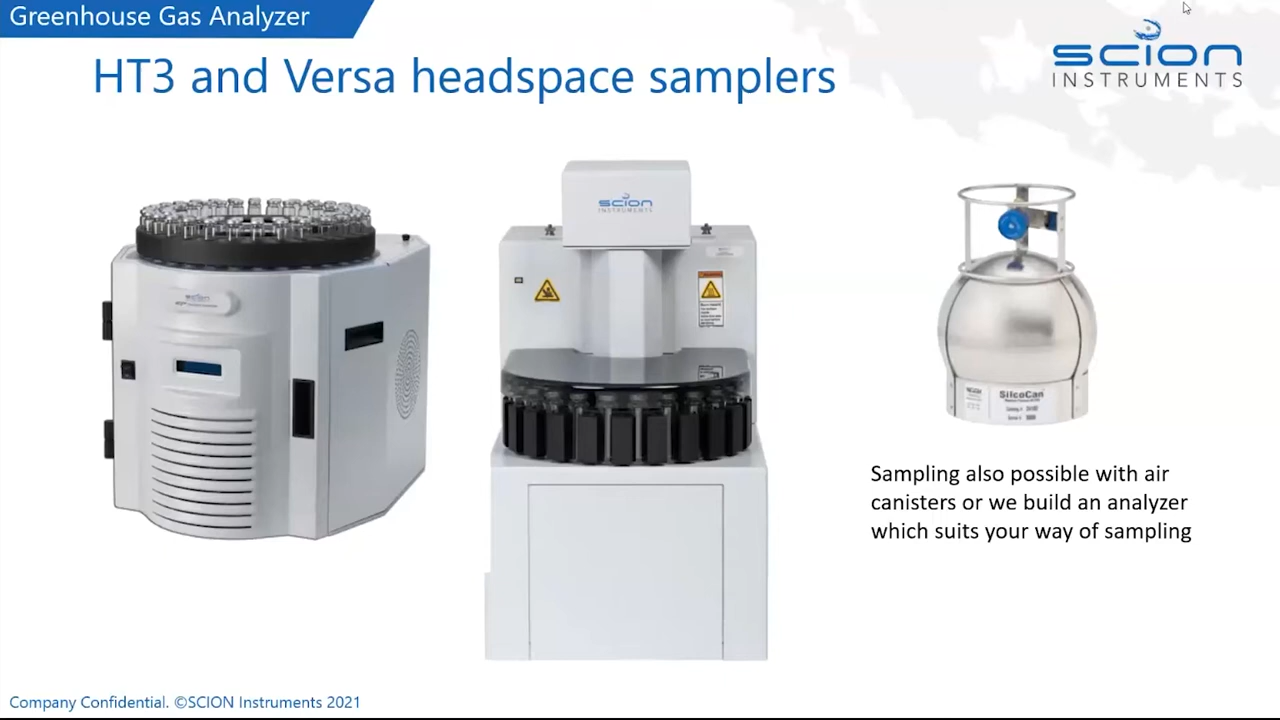 Greenhouse Gas Analyzer
HT3 and Versa headspace samplers
scion
INSTRUMENTS
scion
INSTRUMENTS
scion
SilcoCan
Sampling also possible with air
canisters or we build an analyzer
which suits your way of sampling
Company Confidential. ©SCION Instruments 2021